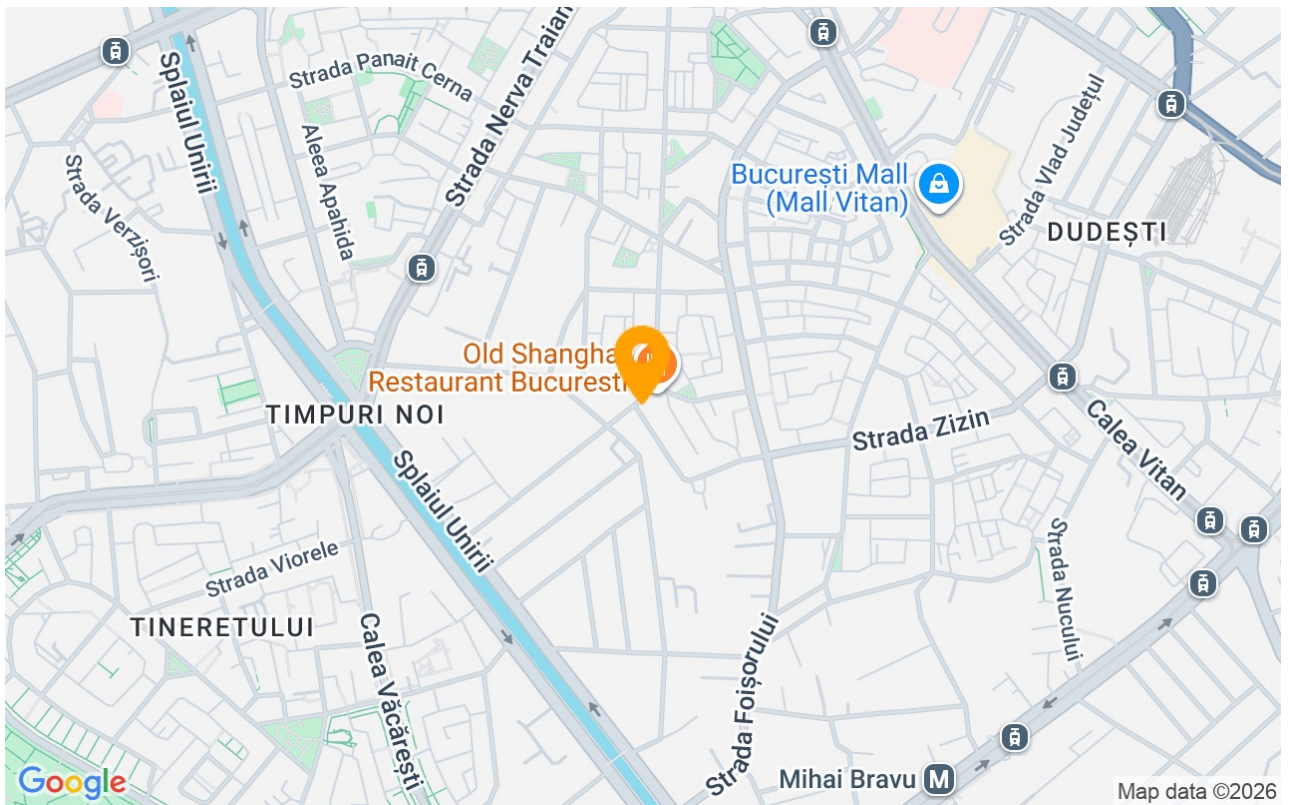 Splaiul Unirii
Strada Panait Cerna
Strada Nerva Traian
Aleea Apahida
Strada Verzișori
București Mall
(Mall Vitan)
Strada Vlad Județul
DUDEȘTI
Old Shangha
Restaurant Bucuresti
TIMPURI NOI
Strada Zizin
Calea Vitan
Splaiul Unirii
Strada Viorele
Strada Nucului
TINERETULUI
Calea Văcărești
Strada Foișorului
Mihai Bravu M
Google
Map data ©2026